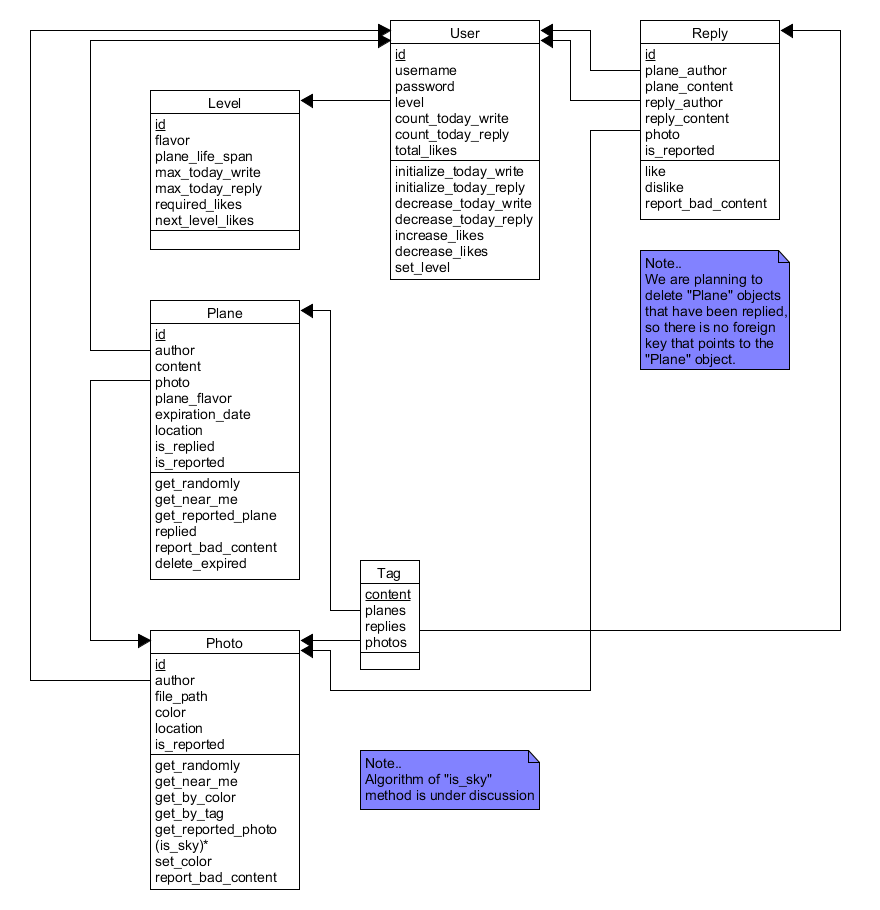 User
id
username
password
level
count_today_write
count_today_reply
total_likes
initialize_today_write
initialize_today_reply
decrease_today_write
decrease_today_reply
increase_likes
decrease_likes
set_level
Reply
id
plane_author
plane_content
reply_author
reply_content
photo
is_reported
like
dislike
report_bad_content
Level
id
flavor
plane_life_span
max_today_write
max_today_reply
required_likes
next_level_likes
Note..
We are planning to
delete "Plane" objects
that have been replied,
so there is no foreign
key that points to the
"Plane" object.
Plane
id
author
content
photo
plane_flavor
expiration_date
location
is_replied
is_reported
get_randomly
get_near_me
get_reported_plane
replied
report_bad_content
delete_expired
Tag
content
planes
replies
photos
Photo
id
author
file_path
color
location
is_reported
get_randomly
get_near_me
get_by_color
get_by_tag
get_reported_photo
(is_sky)*
set_color
report_bad_content
Note..
Algorithm of "is_sky"
method is under discussion